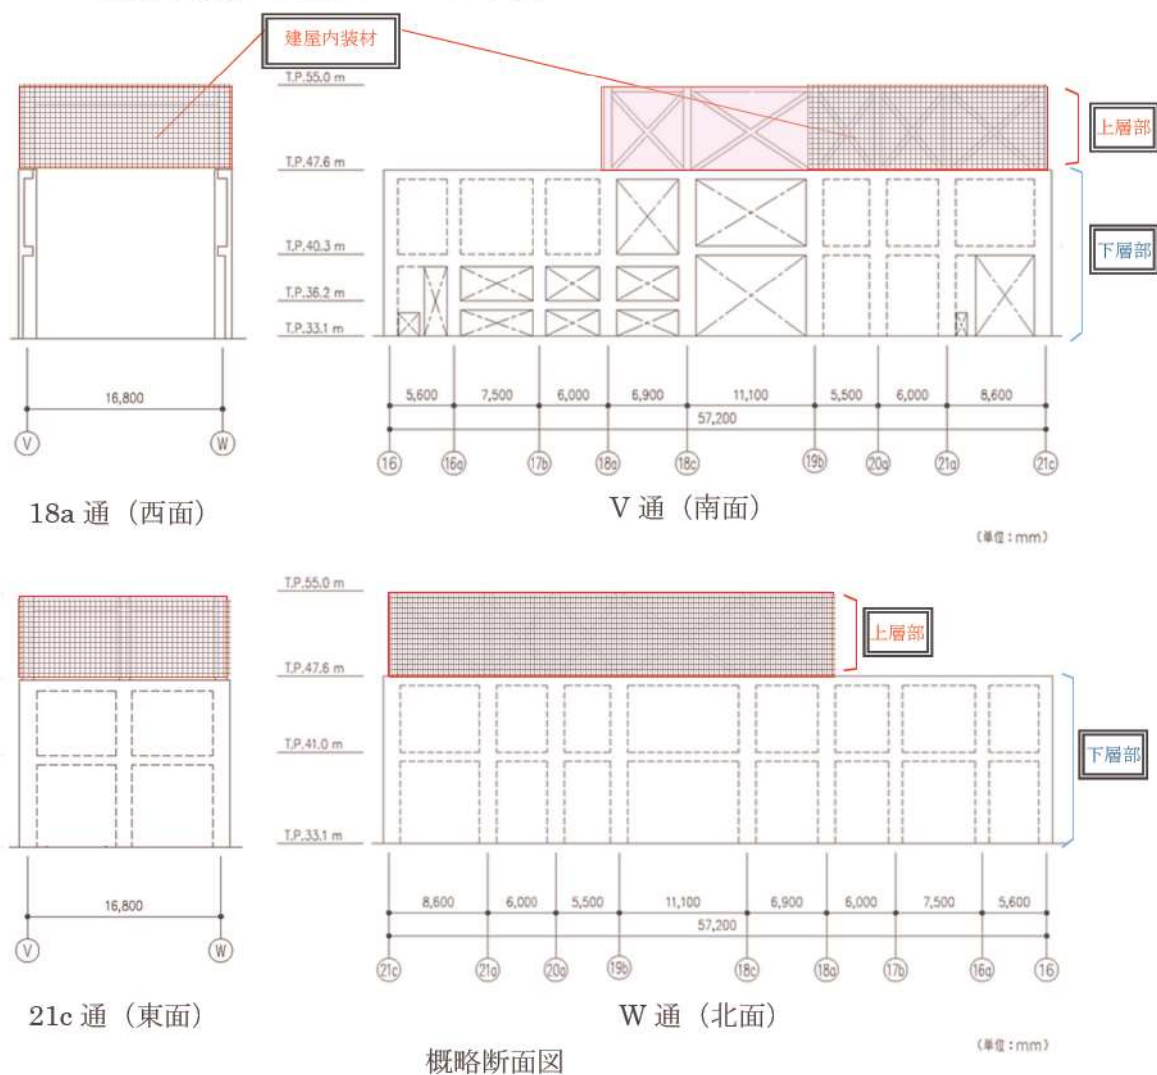 建屋内装材
T.P.55.0 m
T.P.47.6 m
T.P.40.3 m
T.P.36.2 m
T.P.33.1 m
上層部
下層部
16,800
V W
5,600 7,500 6,000 6,900 11,100 5,500 6,000 8,600
57,200
16 16a 17b 18a 18c 19b 20a 21a 21c
18a 通（西面）
V 通（南面）
（単位：mm）
T.P.55.0 m
T.P.47.6 m
T.P.41.0 m
T.P.33.1 m
上層部
下層部
16,800
V W
8,600 6,000 5,500 11,100 6,900 6,000 7,500 5,600
57,200
21c 21a 20a 19b 18c 18a 17b 16a 16
21c 通（東面）
W 通（北面）
（単位：mm）
概略断面図